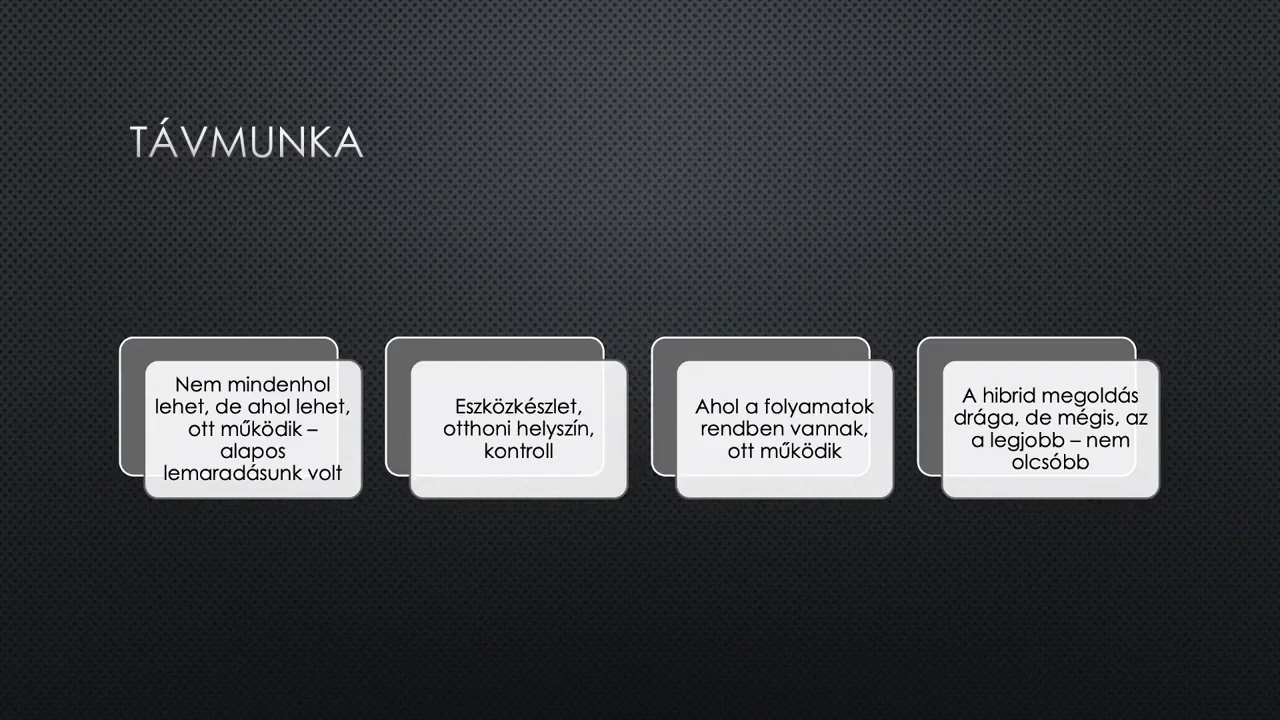 TÁVMUNKA
Nem mindenhol
lehet, de ahol lehet,
ott működik –
alapos
lemaradásunk volt
Eszközkészlet,
otthoni helyszín,
kontroll
Ahol a folyamatok
rendben vannak,
ott működik
A hibrid megoldás
drága, de mégis, az
a legjobb – nem
olcsóbb